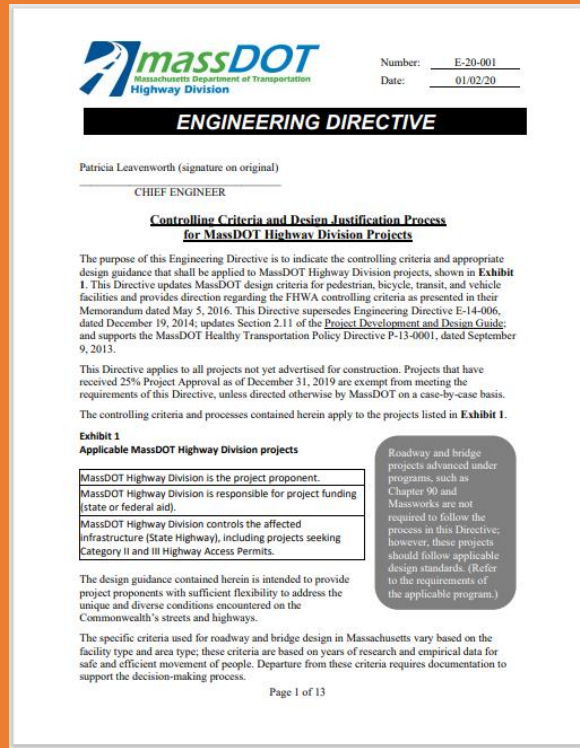 massDOT
Massachusetts Department of Transportation
Highway Division
Number: E-20-001
Date: 01/02/20
ENGINEERING DIRECTIVE
Patricia Leavenworth (signature on original)
CHIEF ENGINEER
Controlling Criteria and Design Justification Process
for MassDOT Highway Division Projects
The purpose of this Engineering Directive is to indicate the controlling criteria and appropriate
design guidance that shall be applied to MassDOT Highway Division projects, shown in Exhibit
1. This Directive updates MassDOT design criteria for pedestrian, bicycle, transit, and vehicle
facilities and provides direction regarding the FHWA controlling criteria as presented in their
Memorandum dated May 5, 2016. This Directive supersedes Engineering Directive E-14-006,
dated December 19, 2014; updates Section 2.11 of the Project Development and Design Guide;
and supports the MassDOT Healthy Transportation Policy Directive P-13-0001, dated September
9, 2013.
This Directive applies to all projects not yet advertised for construction. Projects that have
received 25% Project Approval as of December 31, 2019 are exempt from meeting the
requirements of this Directive, unless directed otherwise by MassDOT on a case-by-case basis.
The controlling criteria and processes contained herein apply to the projects listed in Exhibit 1.
Exhibit 1
Applicable MassDOT Highway Division projects
MassDOT Highway Division is the project proponent.
MassDOT Highway Division is responsible for project funding
(state or federal aid).
MassDOT Highway Division controls the affected
infrastructure (State Highway), including projects seeking
Category II and III Highway Access Permits.
Roadway and bridge
projects advanced under
programs, such as
Chapter 90 and
Massworks are not
required to follow the
process in this Directive;
however, these projects
should follow applicable
design standards. (Refer
to the requirements of
the applicable program.)
The design guidance contained herein is intended to provide
project proponents with sufficient flexibility to address the
unique and diverse conditions encountered on the
Commonwealth's streets and highways.
The specific criteria used for roadway and bridge design in Massachusetts vary based on the
facility type and area type; these criteria are based on years of research and empirical data for
safe and efficient movement of people. Departure from these criteria requires documentation to
support the decision-making process.
Page 1 of 13